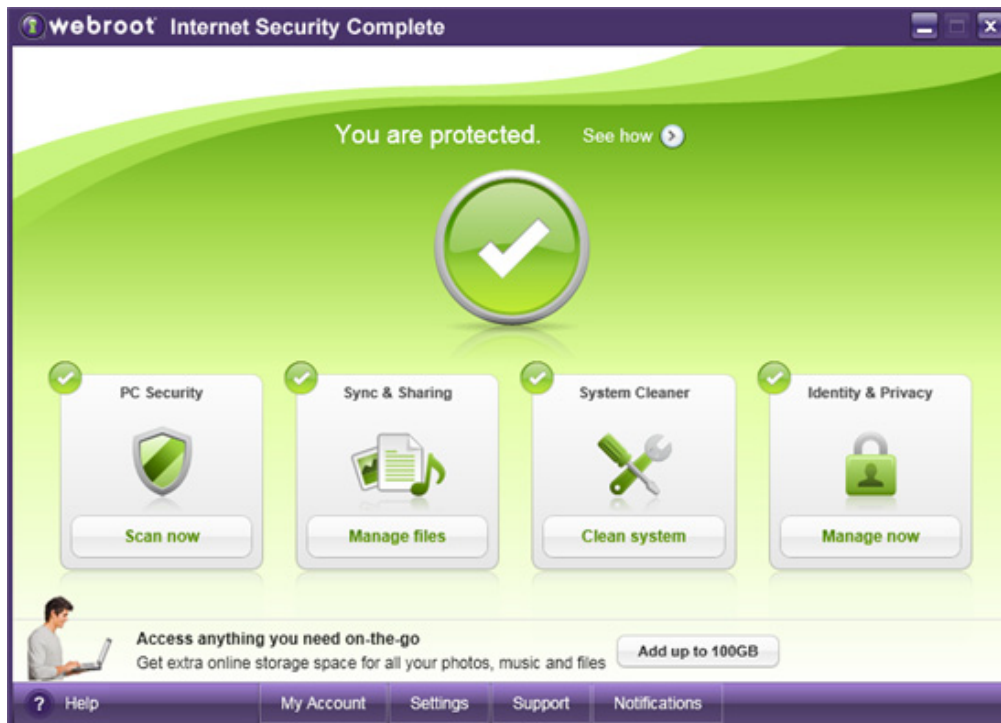 webroot Internet Security Complete
You are protected. See how
PC Security
Scan now
Sync & Sharing
Manage files
System Cleaner
Clean system
Identity & Privacy
Manage now
Access anything you need on-the-go
Get extra online storage space for all your photos, music and files
Add up to 100GB
? Help My Account Settings Support Notifications